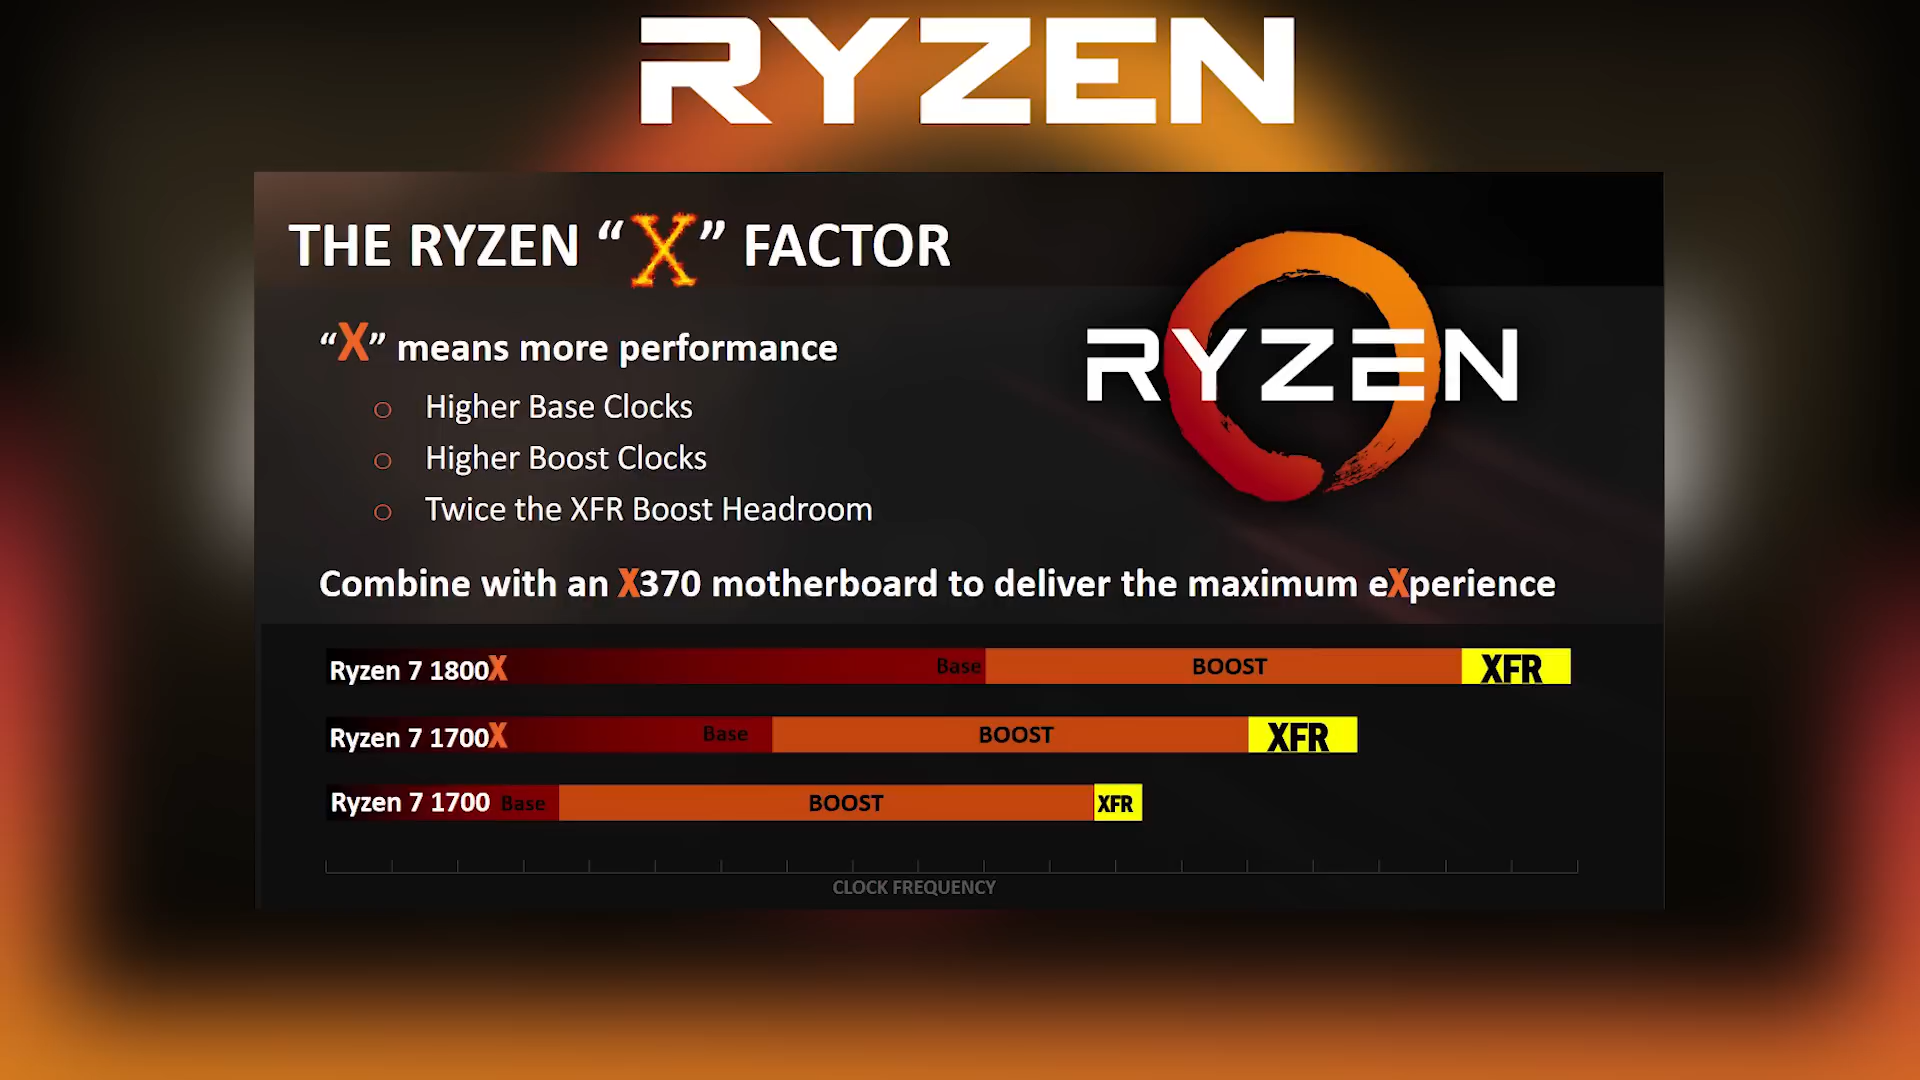 RYZEN
THE RYZEN “X” FACTOR
“X” means more performance
o Higher Base Clocks
o Higher Boost Clocks
o Twice the XFR Boost Headroom
RYZEN
Combine with an X370 motherboard to deliver the maximum eXperience
Ryzen 7 1800X Base BOOST XFR
Ryzen 7 1700X Base BOOST XFR
Ryzen 7 1700 Base BOOST XFR
CLOCK FREQUENCY